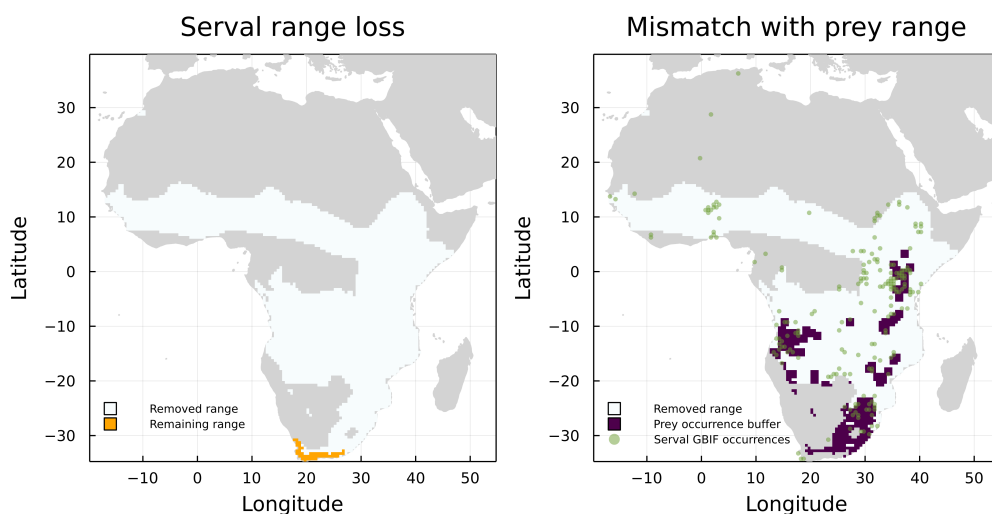 Serval range loss
Latitude
30
20
10
0
−10
−20
−30
Removed range
Remaining range
−10
0
10
20
30
40
50
Longitude
Mismatch with prey range
Latitude
30
20
10
0
−10
−20
−30
Removed range
Prey occurrence buffer
Serval GBIF occurrences
−10
0
10
20
30
40
50
Longitude